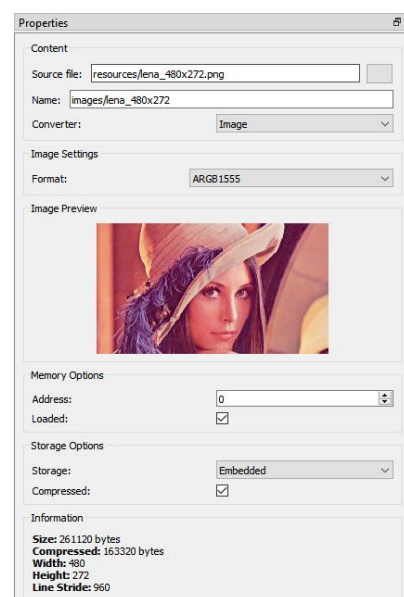 Properties
Content
Source file: resources/lena_480x272.png
Name: images/lena_480x272
Converter: Image
Image Settings
Format: ARGB1555
Image Preview
Memory Options
Address: 0
Loaded:
Storage Options
Storage: Embedded
Compressed:
Information
Size: 261120 bytes
Compressed: 163320 bytes
Width: 480
Height: 272
Line Stride: 960